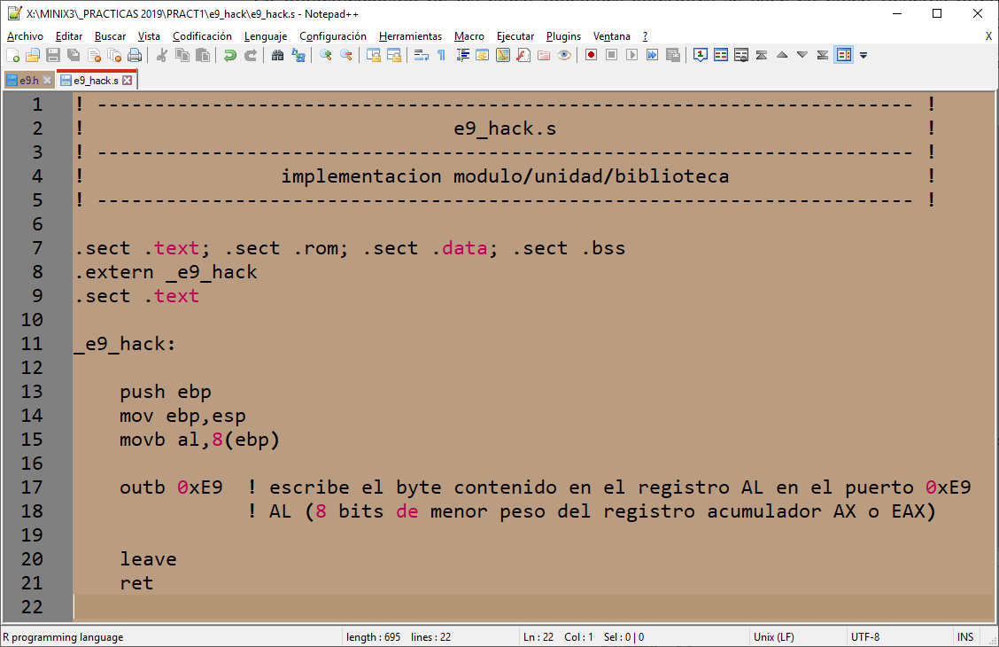 X:\MINIX3\_PRACTICAS 2019\PRACT1\e9_hack\e9_hack.s - Notepad++
Archivo Editar Buscar Vista Codificación Lenguaje Configuración Herramientas Macro Ejecutar Plugins Ventana ? X
e9.h e9_hack.s
1 ! ----------------------------------------------------------------------- !
2 ! e9_hack.s !
3 ! ----------------------------------------------------------------------- !
4 ! implementacion modulo/unidad/biblioteca !
5 ! ----------------------------------------------------------------------- !
6
7 .sect .text; .sect .rom; .sect .data; .sect .bss
8 .extern _e9_hack
9 .sect .text
10
11 _e9_hack:
12
13 push ebp
14 mov ebp,esp
15 movb al,8(ebp)
16
17 outb 0xE9 ! escribe el byte contenido en el registro AL en el puerto 0xE9
18 ! AL (8 bits de menor peso del registro acumulador AX o EAX)
19
20 leave
21 ret
22
R programming language length : 695 lines : 22 Ln : 22 Col : 1 Sel : 0 | 0 Unix (LF) UTF-8 INS